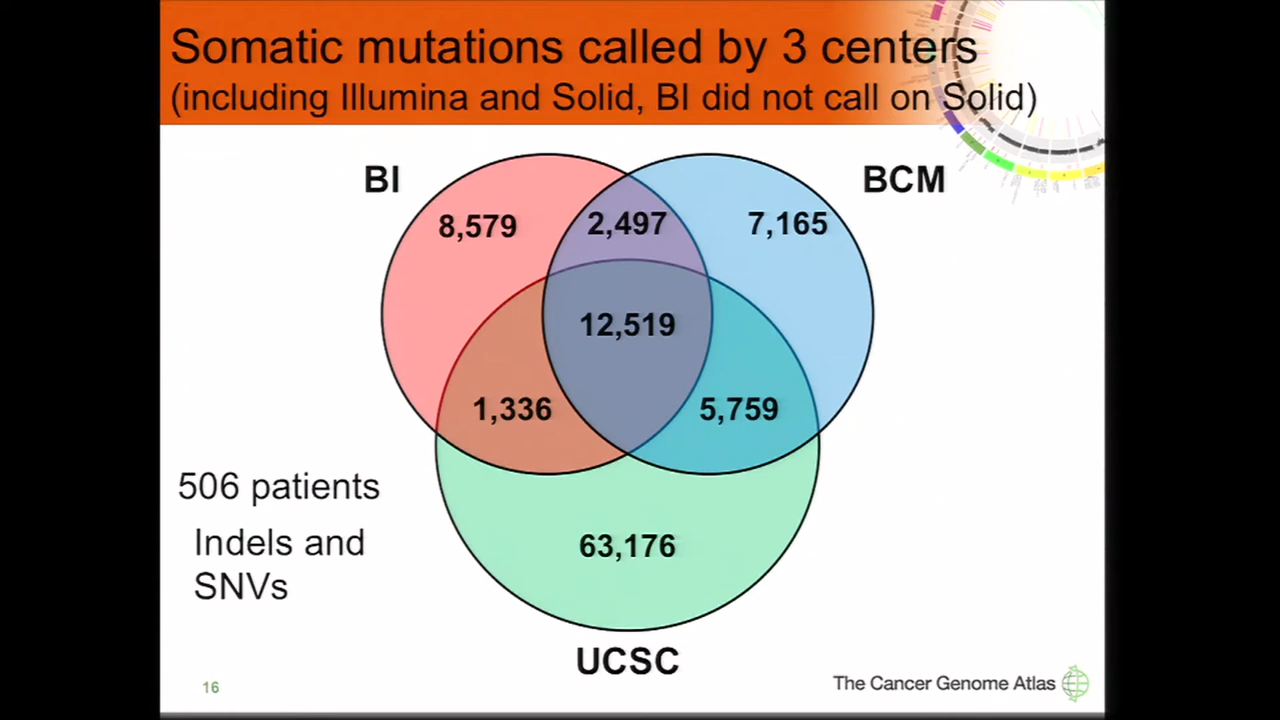 Somatic mutations called by 3 centers
(including Illumina and Solid, BI did not call on Solid)
BI
BCM
8,579
2,497
7,165
12,519
1,336
5,759
506 patients
Indels and
SNVs
63,176
UCSC
16
The Cancer Genome Atlas